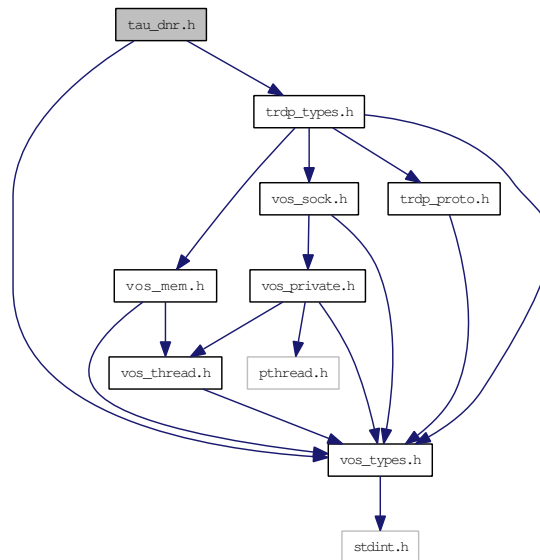 tau_dnr.h
trdp_types.h
vos_sock.h
trdp_proto.h
vos_mem.h
vos_private.h
vos_thread.h
pthread.h
vos_types.h
stdint.h